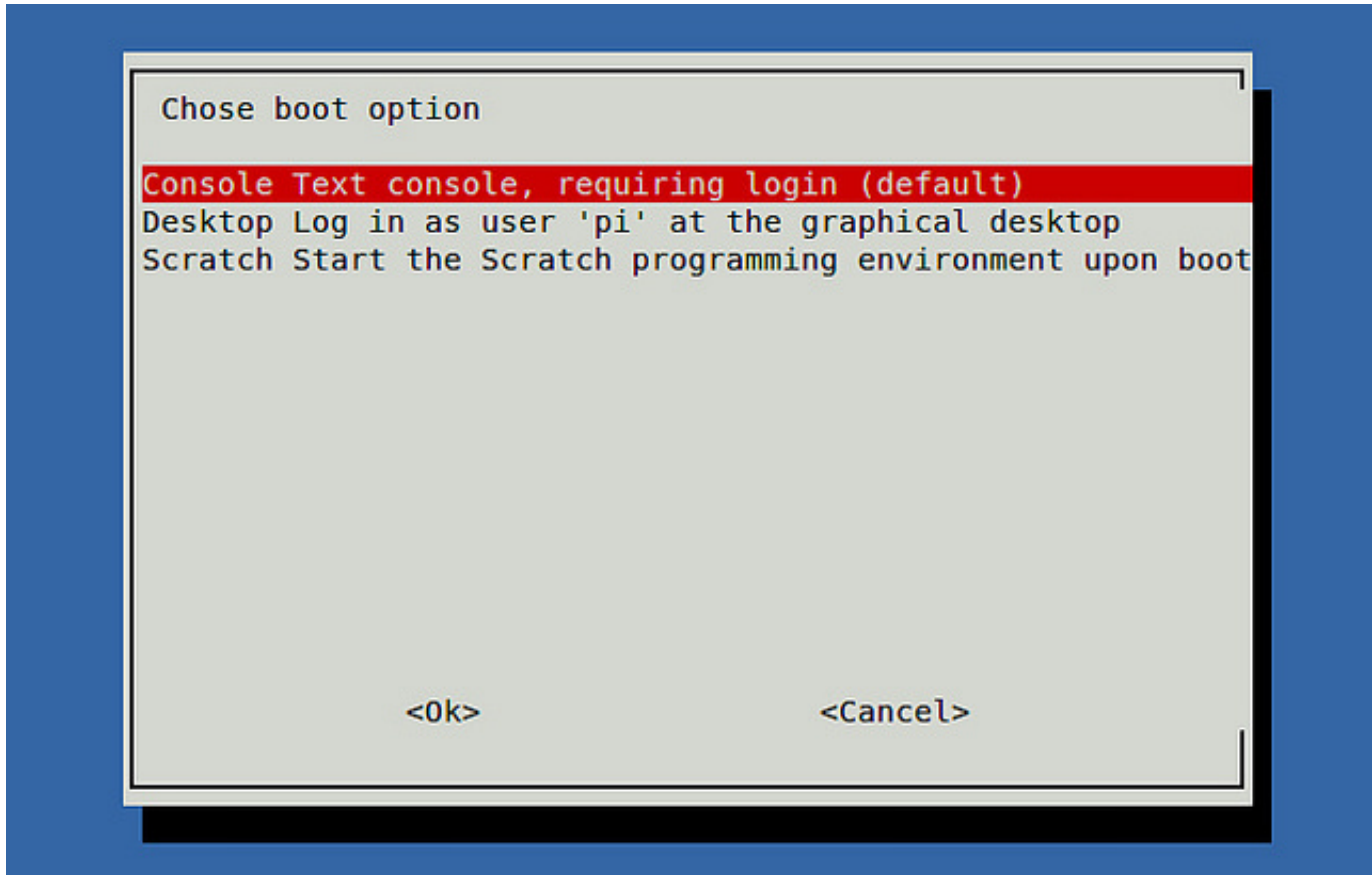 Chose boot option
Console Text console, requiring login (default)
Desktop Log in as user 'pi' at the graphical desktop
Scratch Start the Scratch programming environment upon boot
<Ok> <Cancel>